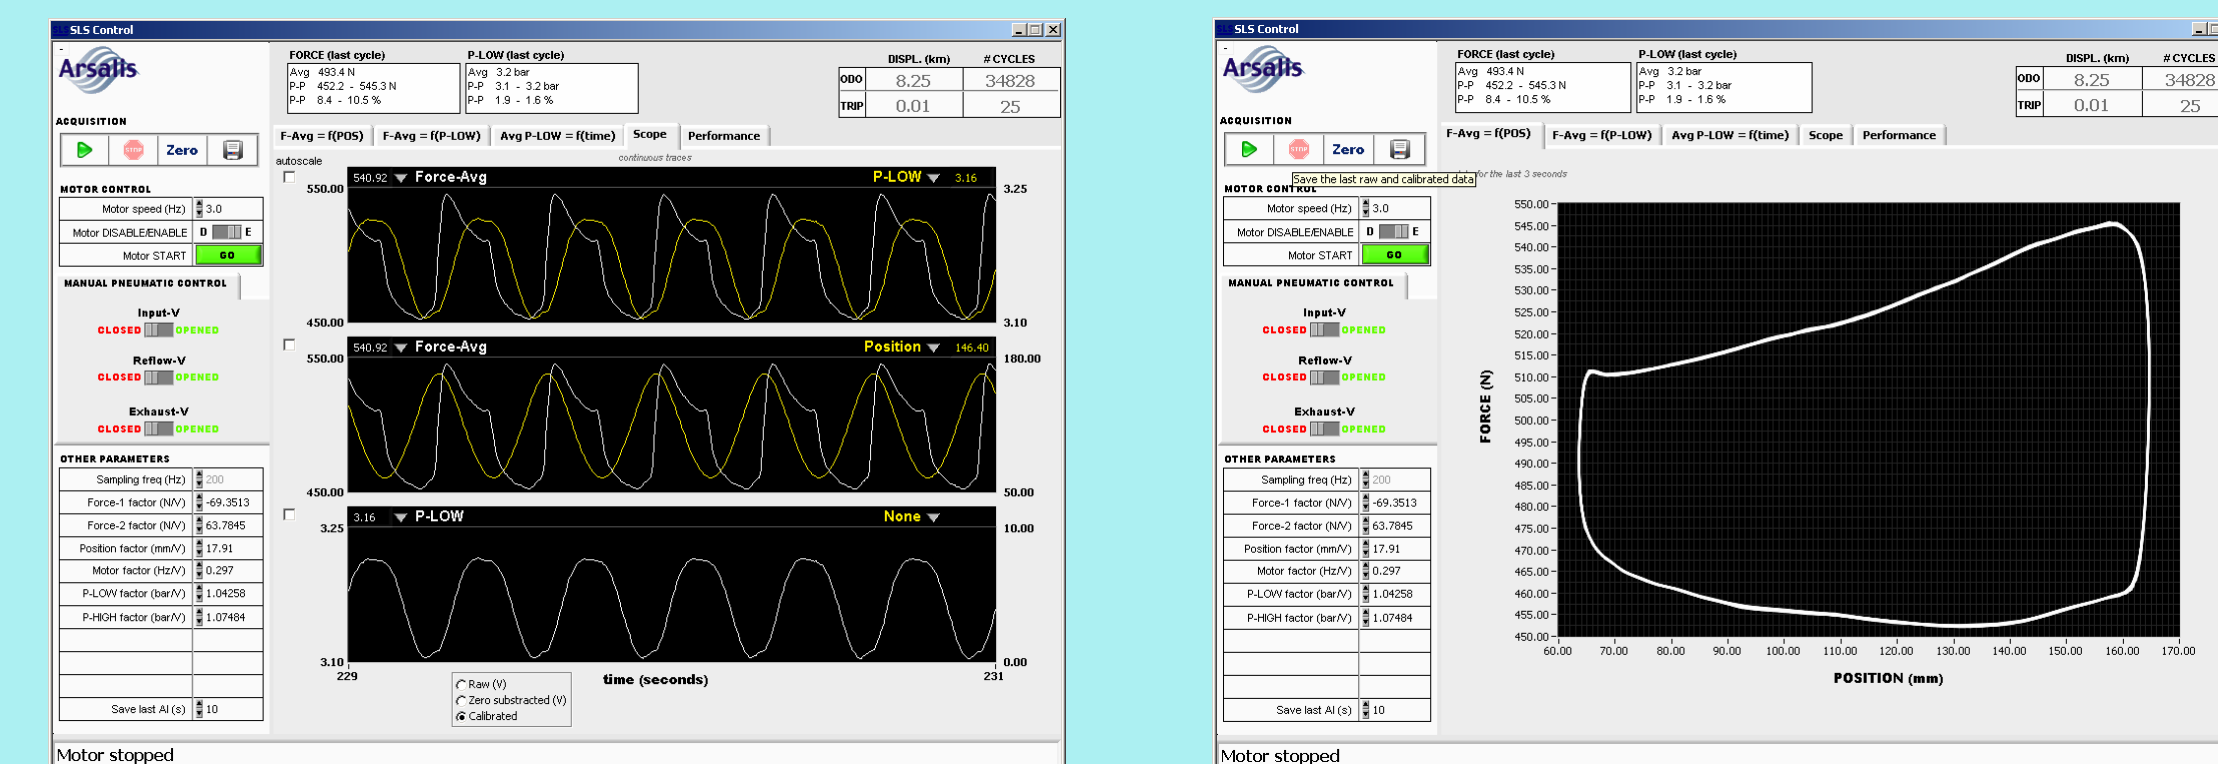 SLS Control
Arsalis
FORCE (last cycle)
Avg 493.4 N
P-P 452.2 - 545.3 N
P-P 8.4 - 10.5 %
P-LOW (last cycle)
Avg 3.2 bar
P-P 3.1 - 3.2 bar
P-P 1.9 - 1.6 %
DISPL. (km) # CYCLES
ODO 8.25 34828
TRIP 0.01 25
ACQUISITION
STOP Zero
F-Avg = f(POS) F-Avg = f(P-LOW) Avg P-LOW = f(time) Scope Performance
autoscale
continuous traces
MOTOR CONTROL
Motor speed (Hz) 3.0
Motor DISABLE/ENABLE D E
Motor START GO
MANUAL PNEUMATIC CONTROL
Input-V
CLOSED OPENED
Reflow-V
CLOSED OPENED
Exhaust-V
CLOSED OPENED
OTHER PARAMETERS
Sampling freq (Hz) 200
Force-1 factor (N/V) -69.3513
Force-2 factor (N/V) 63.7845
Position factor (mm/V) 17.91
Motor factor (Hz/V) 0.297
P-LOW factor (bar/V) 1.04258
P-HIGH factor (bar/V) 1.07484
Save last AI (s) 10
540.92 Force-Avg P-LOW 3.16
550.00 3.25
450.00 3.10
540.92 Force-Avg Position 146.40
550.00 180.00
450.00 50.00
3.16 P-LOW None
3.25 10.00
3.10 0.00
229 time (seconds) 231
Raw (V)
Zero substracted (V)
Calibrated
Motor stopped
SLS Control
Arsalis
FORCE (last cycle)
Avg 493.4 N
P-P 452.2 - 545.3 N
P-P 8.4 - 10.5 %
P-LOW (last cycle)
Avg 3.2 bar
P-P 3.1 - 3.2 bar
P-P 1.9 - 1.6 %
DISPL. (km) # CYCLES
ODO 8.25 34828
TRIP 0.01 25
ACQUISITION
STOP Zero
Save the last raw and calibrated data
F-Avg = f(POS) F-Avg = f(P-LOW) Avg P-LOW = f(time) Scope Performance
for the last 3 seconds
MOTOR CONTROL
Motor speed (Hz) 3.0
Motor DISABLE/ENABLE D E
Motor START GO
MANUAL PNEUMATIC CONTROL
Input-V
CLOSED OPENED
Reflow-V
CLOSED OPENED
Exhaust-V
CLOSED OPENED
OTHER PARAMETERS
Sampling freq (Hz) 200
Force-1 factor (N/V) -69.3513
Force-2 factor (N/V) 63.7845
Position factor (mm/V) 17.91
Motor factor (Hz/V) 0.297
P-LOW factor (bar/V) 1.04258
P-HIGH factor (bar/V) 1.07484
Save last AI (s) 10
FORCE (N)
550.00
545.00
540.00
535.00
530.00
525.00
520.00
515.00
510.00
505.00
500.00
495.00
490.00
485.00
480.00
475.00
470.00
465.00
460.00
455.00
450.00
60.00 70.00 80.00 90.00 100.00 110.00 120.00 130.00 140.00 150.00 160.00 170.00
POSITION (mm)
Motor stopped